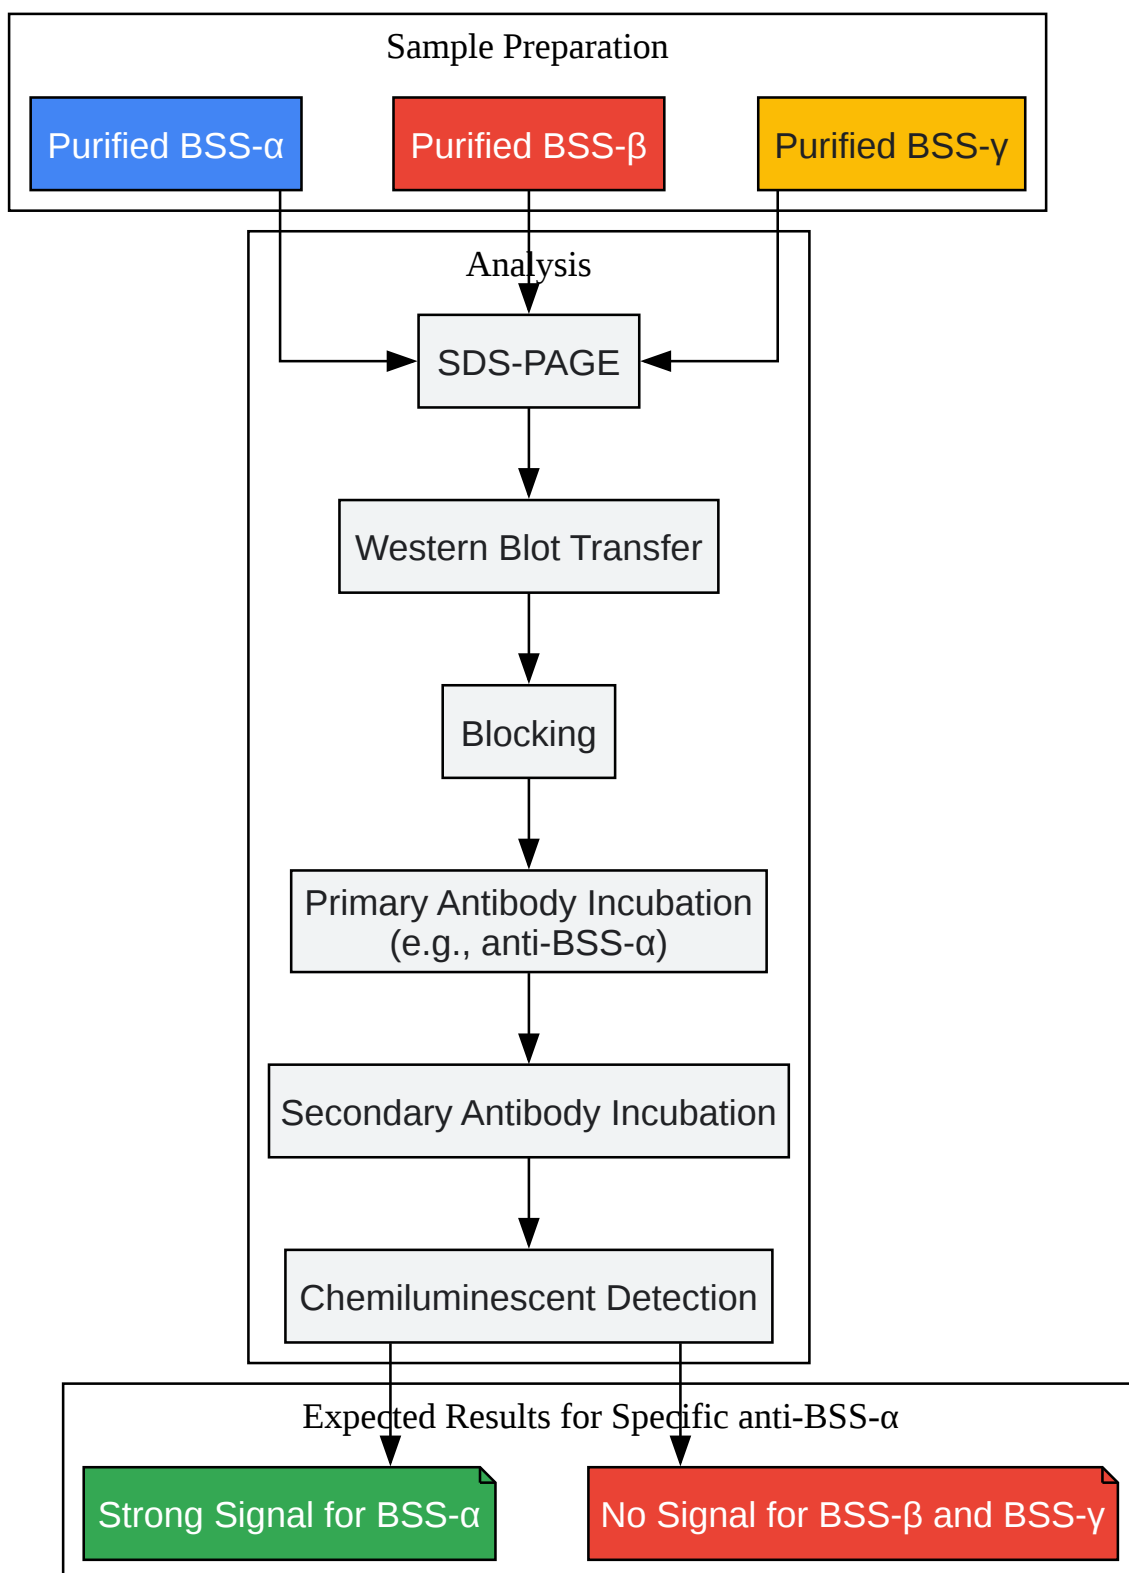 Sample Preparation
Purified BSS-α
Purified BSS-β
Purified BSS-γ
Analysis
SDS-PAGE
Western Blot Transfer
Blocking
Primary Antibody Incubation
(e.g., anti-BSS-α)
Secondary Antibody Incubation
Chemiluminescent Detection
Expected Results for Specific anti-BSS-α
Strong Signal for BSS-α
No Signal for BSS-β and BSS-γ